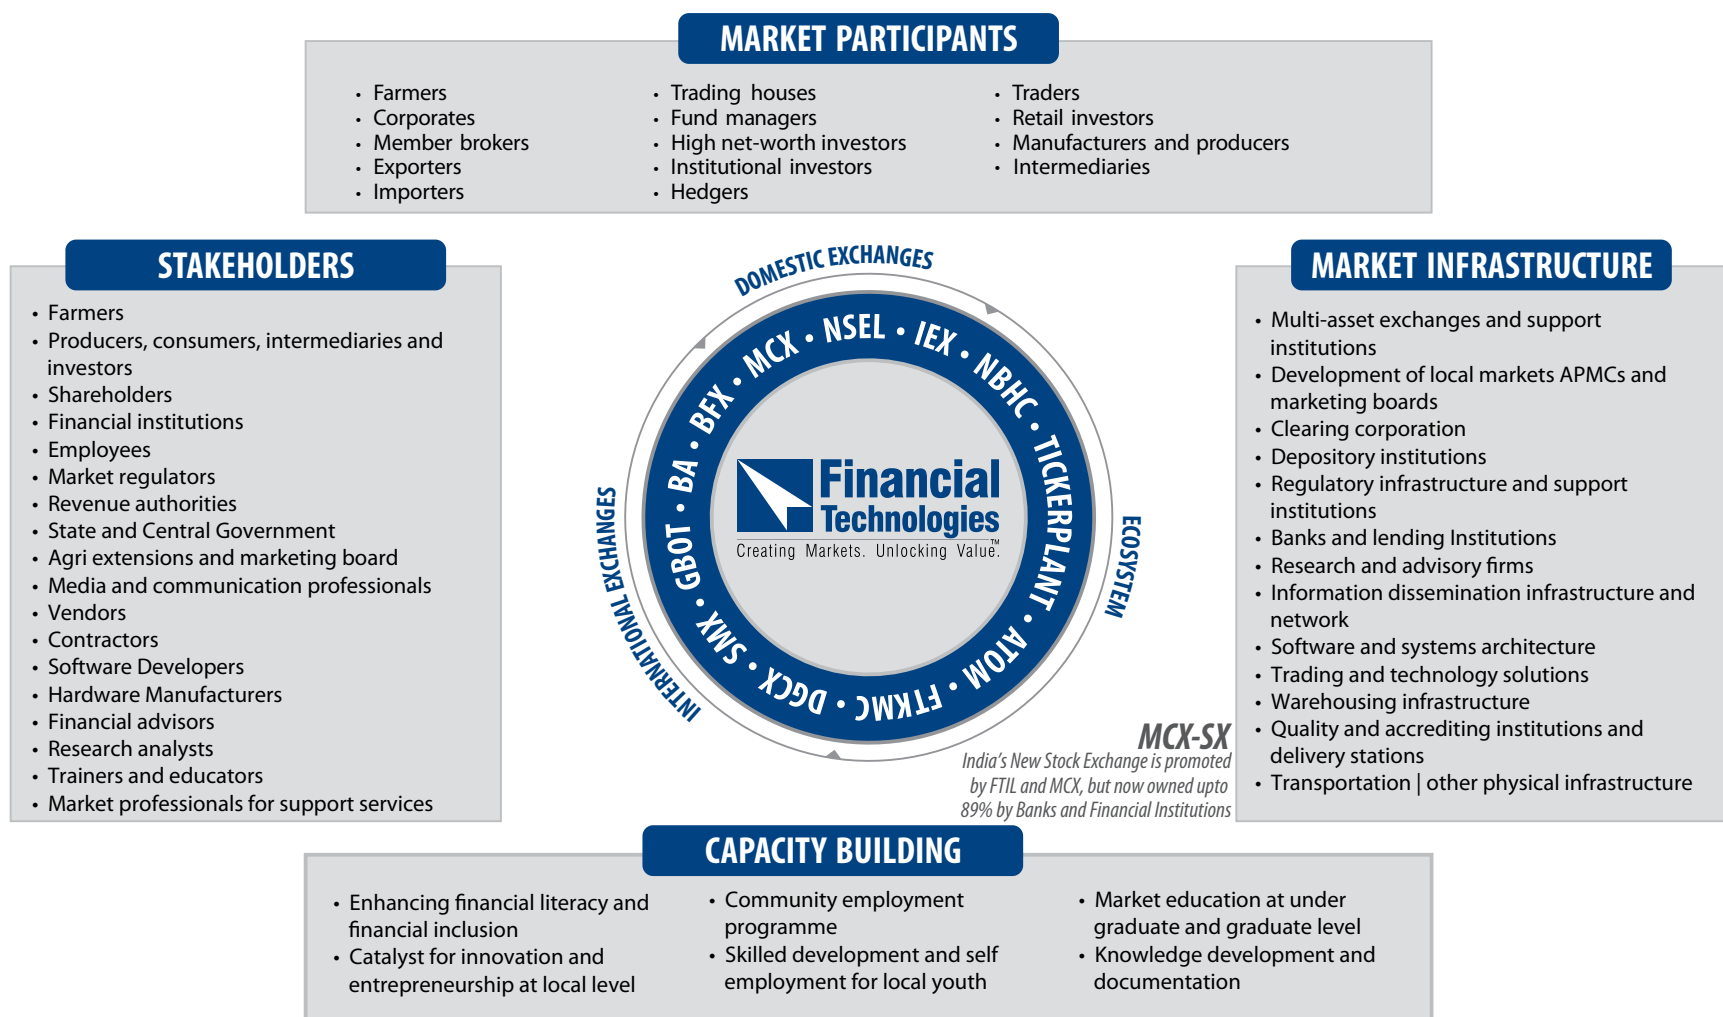 MARKET PARTICIPANTS
• Farmers
• Corporates
• Member brokers
• Exporters
• Importers
• Trading houses
• Fund managers
• High net-worth investors
• Institutional investors
• Hedgers
• Traders
• Retail investors
• Manufacturers and producers
• Intermediaries
STAKEHOLDERS
• Farmers
• Producers, consumers, intermediaries and
investors
• Shareholders
• Financial institutions
• Employees
• Market regulators
• Revenue authorities
• State and Central Government
• Agri extensions and marketing board
• Media and communication professionals
• Vendors
• Contractors
• Software Developers
• Hardware Manufacturers
• Financial advisors
• Research analysts
• Trainers and educators
• Market professionals for support services
DOMESTIC EXCHANGES
ECOSYSTEM
INTERNATIONAL EXCHANGES
BFX • MCX • NSEL • IEX • NBHC • TICKERPLANT • ATOM • FTKMC • DGCX • SMX • GBOT • BA •
Financial
Technologies
Creating Markets. Unlocking Value.™
MCX-SX
India's New Stock Exchange is promoted
by FTIL and MCX, but now owned upto
89% by Banks and Financial Institutions
MARKET INFRASTRUCTURE
• Multi-asset exchanges and support
institutions
• Development of local markets APMCs and
marketing boards
• Clearing corporation
• Depository institutions
• Regulatory infrastructure and support
institutions
• Banks and lending Institutions
• Research and advisory firms
• Information dissemination infrastructure and
network
• Software and systems architecture
• Trading and technology solutions
• Warehousing infrastructure
• Quality and accrediting institutions and
delivery stations
• Transportation | other physical infrastructure
CAPACITY BUILDING
• Enhancing financial literacy and
financial inclusion
• Catalyst for innovation and
entrepreneurship at local level
• Community employment
programme
• Skilled development and self
employment for local youth
• Market education at under
graduate and graduate level
• Knowledge development and
documentation